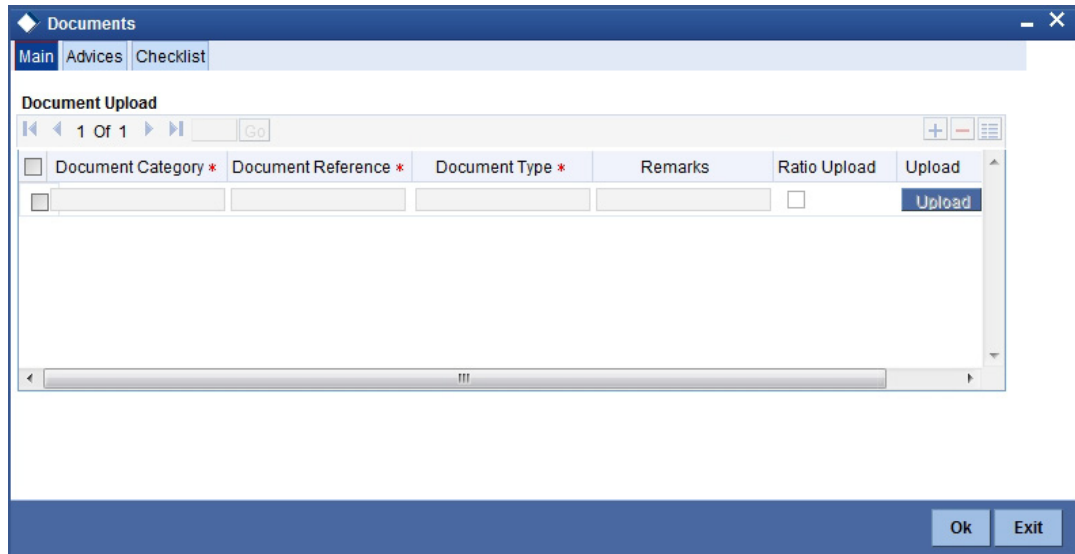 Documents
Main Advices Checklist
Document Upload
1 Of 1 Go
Document Category * Document Reference * Document Type * Remarks Ratio Upload Upload
Upload
Ok Exit